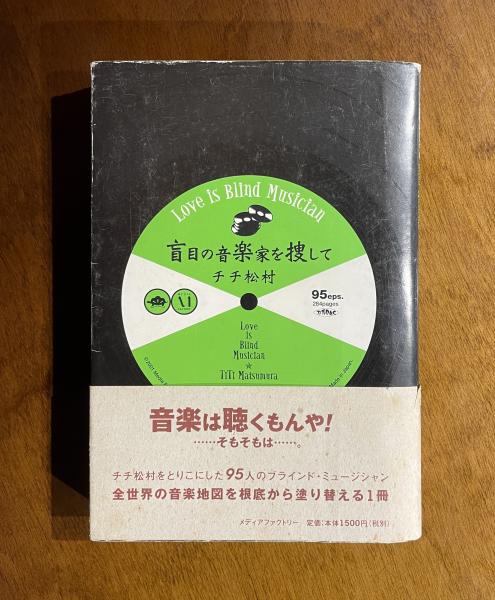 Love is Blind Musician
盲目の音楽家を捜して
チチ松村
95eps.
284pages
Love
is
Blind
Musician
★
TiTi Matsumura
©2001 Media
Made in Japan.
音楽は聴くもんや!
……そもそもは……。
チチ松村をとりこにした95人のブラインド・ミュージシャン
全世界の音楽地図を根底から塗り替える1冊
メディアファクトリー 定価:本体1500円(税別)